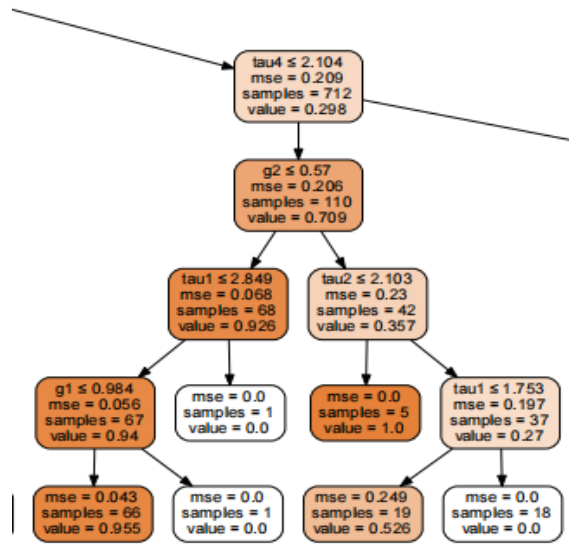 tau4 ≤ 2.104
mse = 0.209
samples = 712
value = 0.298
g2 ≤ 0.57
mse = 0.206
samples = 110
value = 0.709
tau1 ≤ 2.849
mse = 0.068
samples = 68
value = 0.926
tau2 ≤ 2.103
mse = 0.23
samples = 42
value = 0.357
g1 ≤ 0.984
mse = 0.056
samples = 67
value = 0.94
mse = 0.0
samples = 1
value = 0.0
mse = 0.0
samples = 5
value = 1.0
tau1 ≤ 1.753
mse = 0.197
samples = 37
value = 0.27
mse = 0.043
samples = 66
value = 0.955
mse = 0.0
samples = 1
value = 0.0
mse = 0.249
samples = 19
value = 0.526
mse = 0.0
samples = 18
value = 0.0